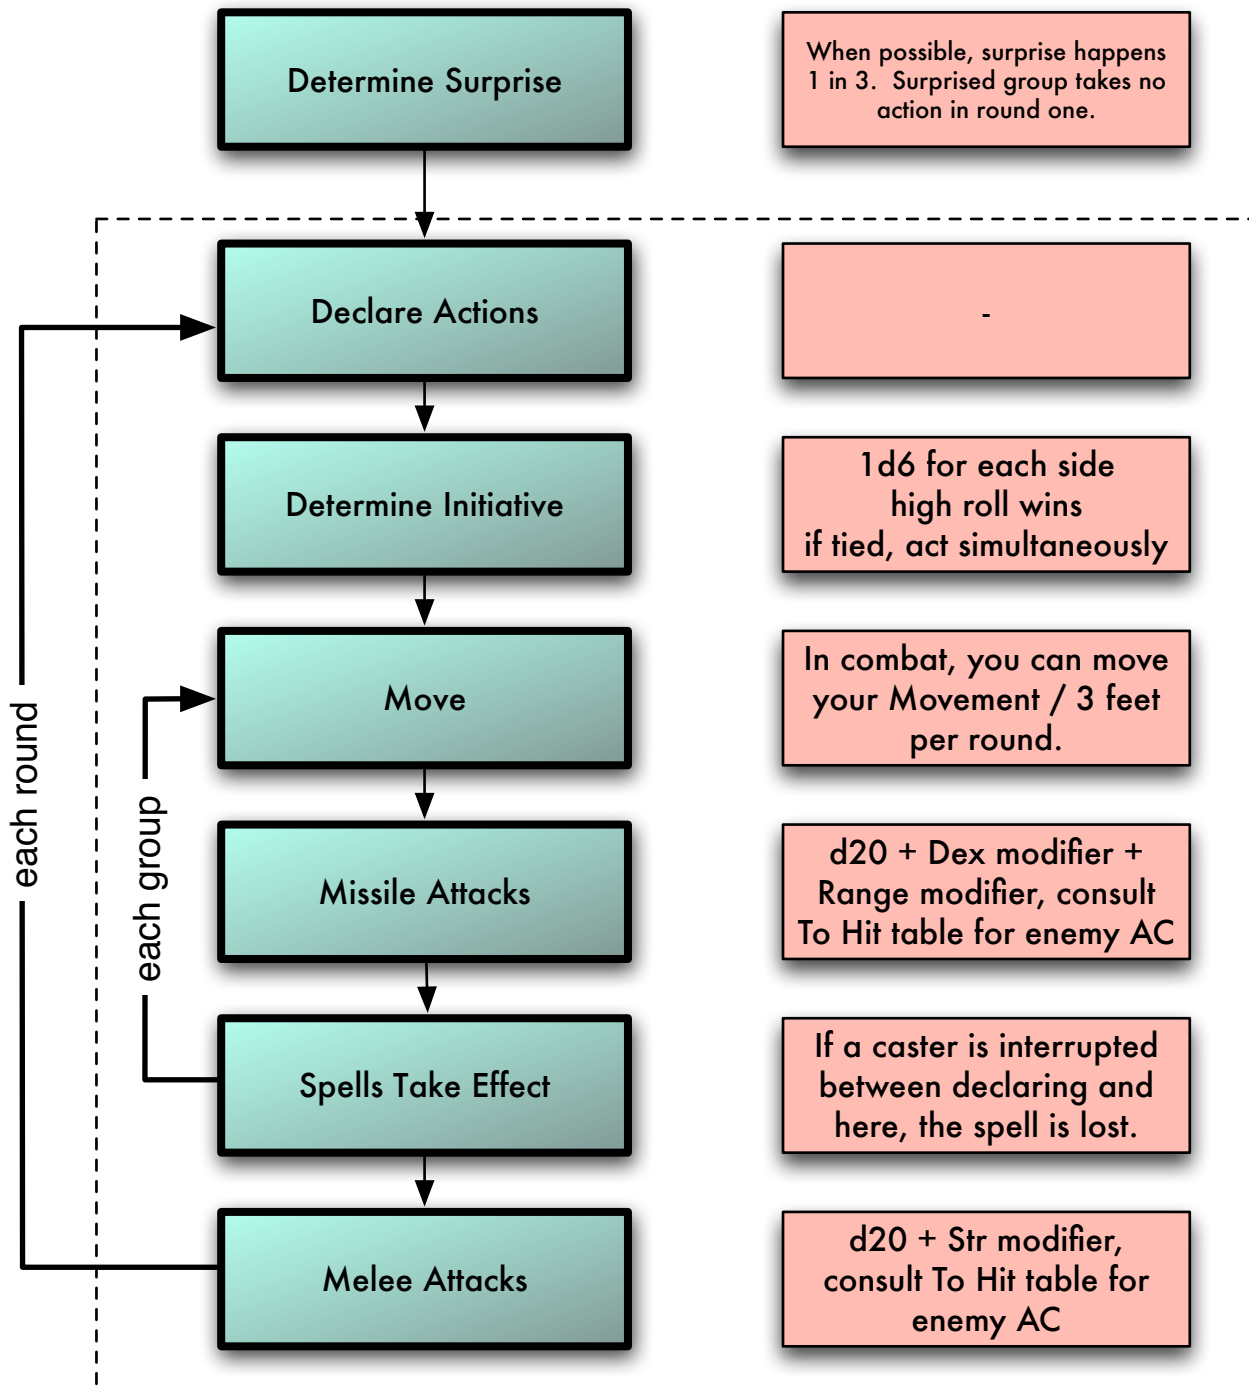 Determine Surprise
When possible, surprise happens
1 in 3. Surprised group takes no
action in round one.
Declare Actions
-
Determine Initiative
1d6 for each side
high roll wins
if tied, act simultaneously
Move
In combat, you can move
your Movement / 3 feet
per round.
each round
each group
Missile Attacks
d20 + Dex modifier +
Range modifier, consult
To Hit table for enemy AC
Spells Take Effect
If a caster is interrupted
between declaring and
here, the spell is lost.
Melee Attacks
d20 + Str modifier,
consult To Hit table for
enemy AC